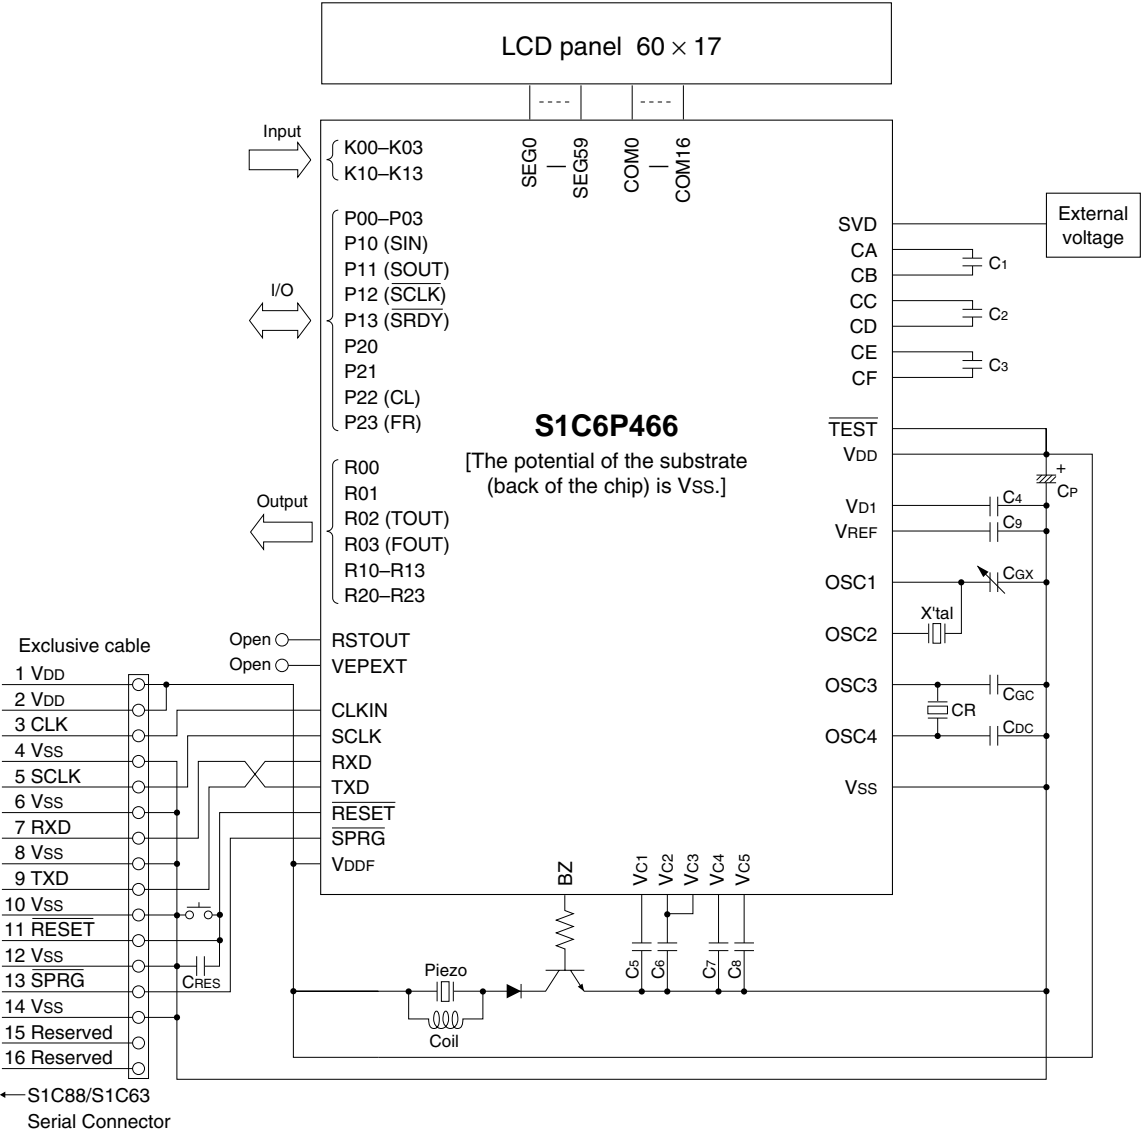 LCD panel 60 × 17
SEG0 — SEG59
COM0 — COM16
Input
K00–K03
K10–K13
I/O
P00–P03
P10 (SIN)
P11 (SOUT)
P12 (SCLK)
P13 (SRDY)
P20
P21
P22 (CL)
P23 (FR)
Output
R00
R01
R02 (TOUT)
R03 (FOUT)
R10–R13
R20–R23
Open RSTOUT
Open VEPEXT
CLKIN
SCLK
RXD
TXD
RESET
SPRG
VDDF
S1C6P466
[The potential of the substrate
(back of the chip) is VSS.]
SVD
CA
CB
CC
CD
CE
CF
TEST
VDD
VD1
VREF
OSC1
OSC2
OSC3
OSC4
VSS
External
voltage
C1
C2
C3
+
CP
C4
C9
CGX
X'tal
CR
CGC
CDC
BZ
VC1
VC2
VC3
VC4
VC5
C5
C6
C7
C8
Piezo
Coil
CRES
Exclusive cable
1 VDD
2 VDD
3 CLK
4 VSS
5 SCLK
6 VSS
7 RXD
8 VSS
9 TXD
10 VSS
11 RESET
12 VSS
13 SPRG
14 VSS
15 Reserved
16 Reserved
S1C88/S1C63
Serial Connector